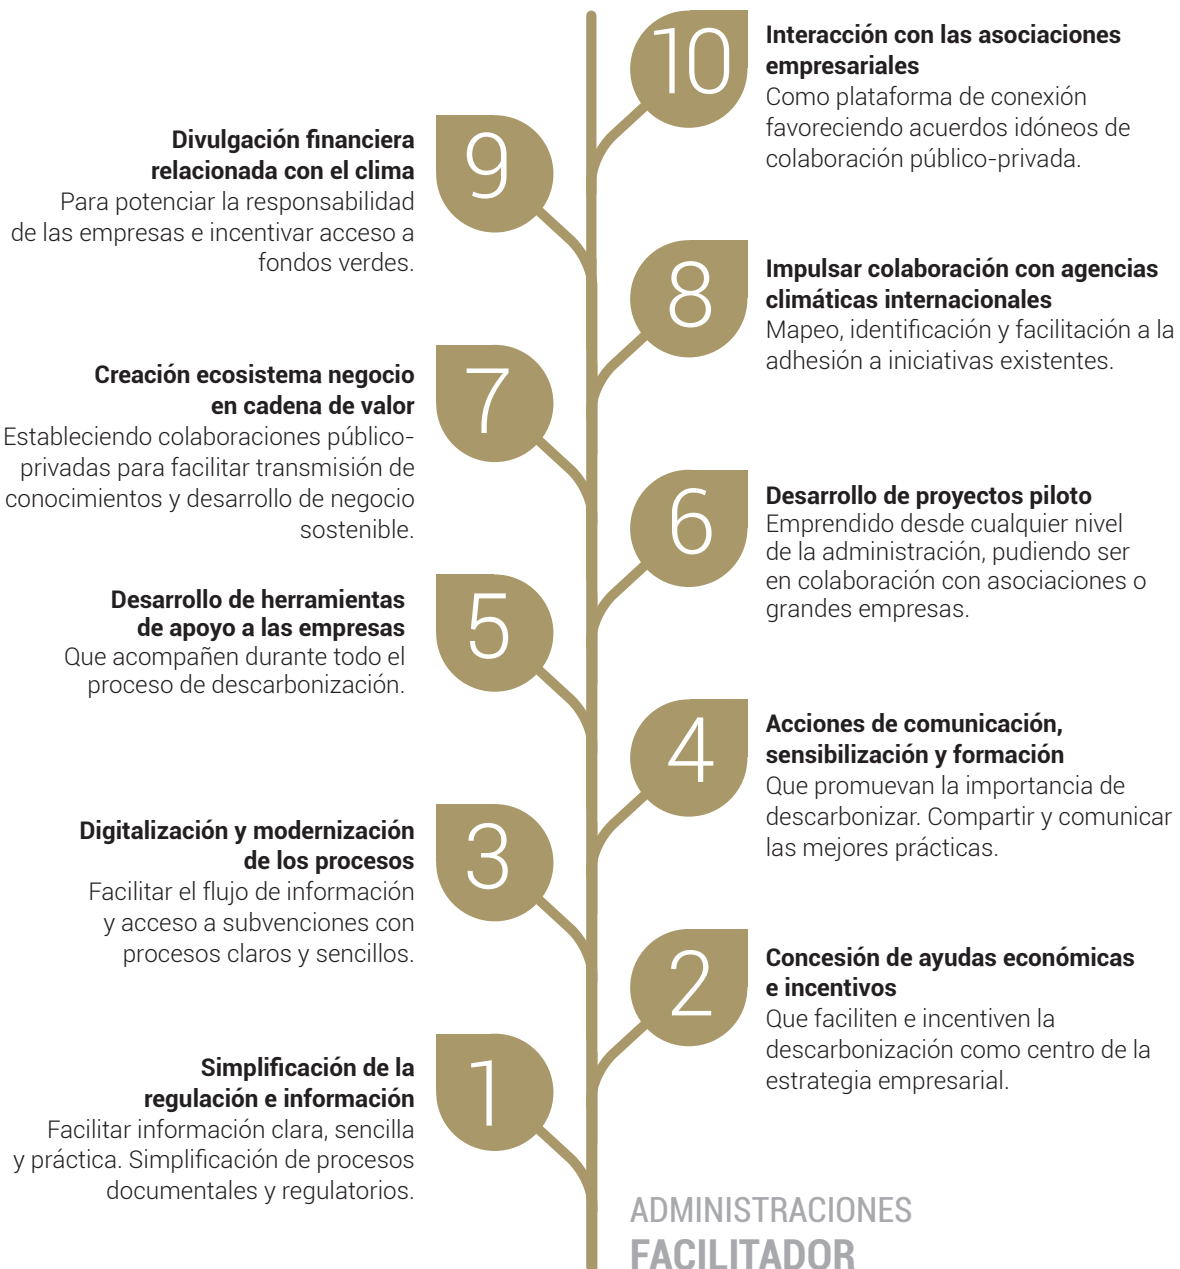 10
Interacción con las asociaciones
empresariales
Como plataforma de conexión
favoreciendo acuerdos idóneos de
colaboración público-privada.
9
Divulgación financiera
relacionada con el clima
Para potenciar la responsabilidad
de las empresas e incentivar acceso a
fondos verdes.
8
Impulsar colaboración con agencias
climáticas internacionales
Mapeo, identificación y facilitación a la
adhesión a iniciativas existentes.
7
Creación ecosistema negocio
en cadena de valor
Estableciendo colaboraciones público-
privadas para facilitar transmisión de
conocimientos y desarrollo de negocio
sostenible.
6
Desarrollo de proyectos piloto
Emprendido desde cualquier nivel
de la administración, pudiendo ser
en colaboración con asociaciones o
grandes empresas.
5
Desarrollo de herramientas
de apoyo a las empresas
Que acompañen durante todo el
proceso de descarbonización.
4
Acciones de comunicación,
sensibilización y formación
Que promuevan la importancia de
descarbonizar. Compartir y comunicar
las mejores prácticas.
3
Digitalización y modernización
de los procesos
Facilitar el flujo de información
y acceso a subvenciones con
procesos claros y sencillos.
2
Concesión de ayudas económicas
e incentivos
Que faciliten e incentiven la
descarbonización como centro de la
estrategia empresarial.
1
Simplificación de la
regulación e información
Facilitar información clara, sencilla
y práctica. Simplificación de procesos
documentales y regulatorios.
ADMINISTRACIONES
FACILITADOR